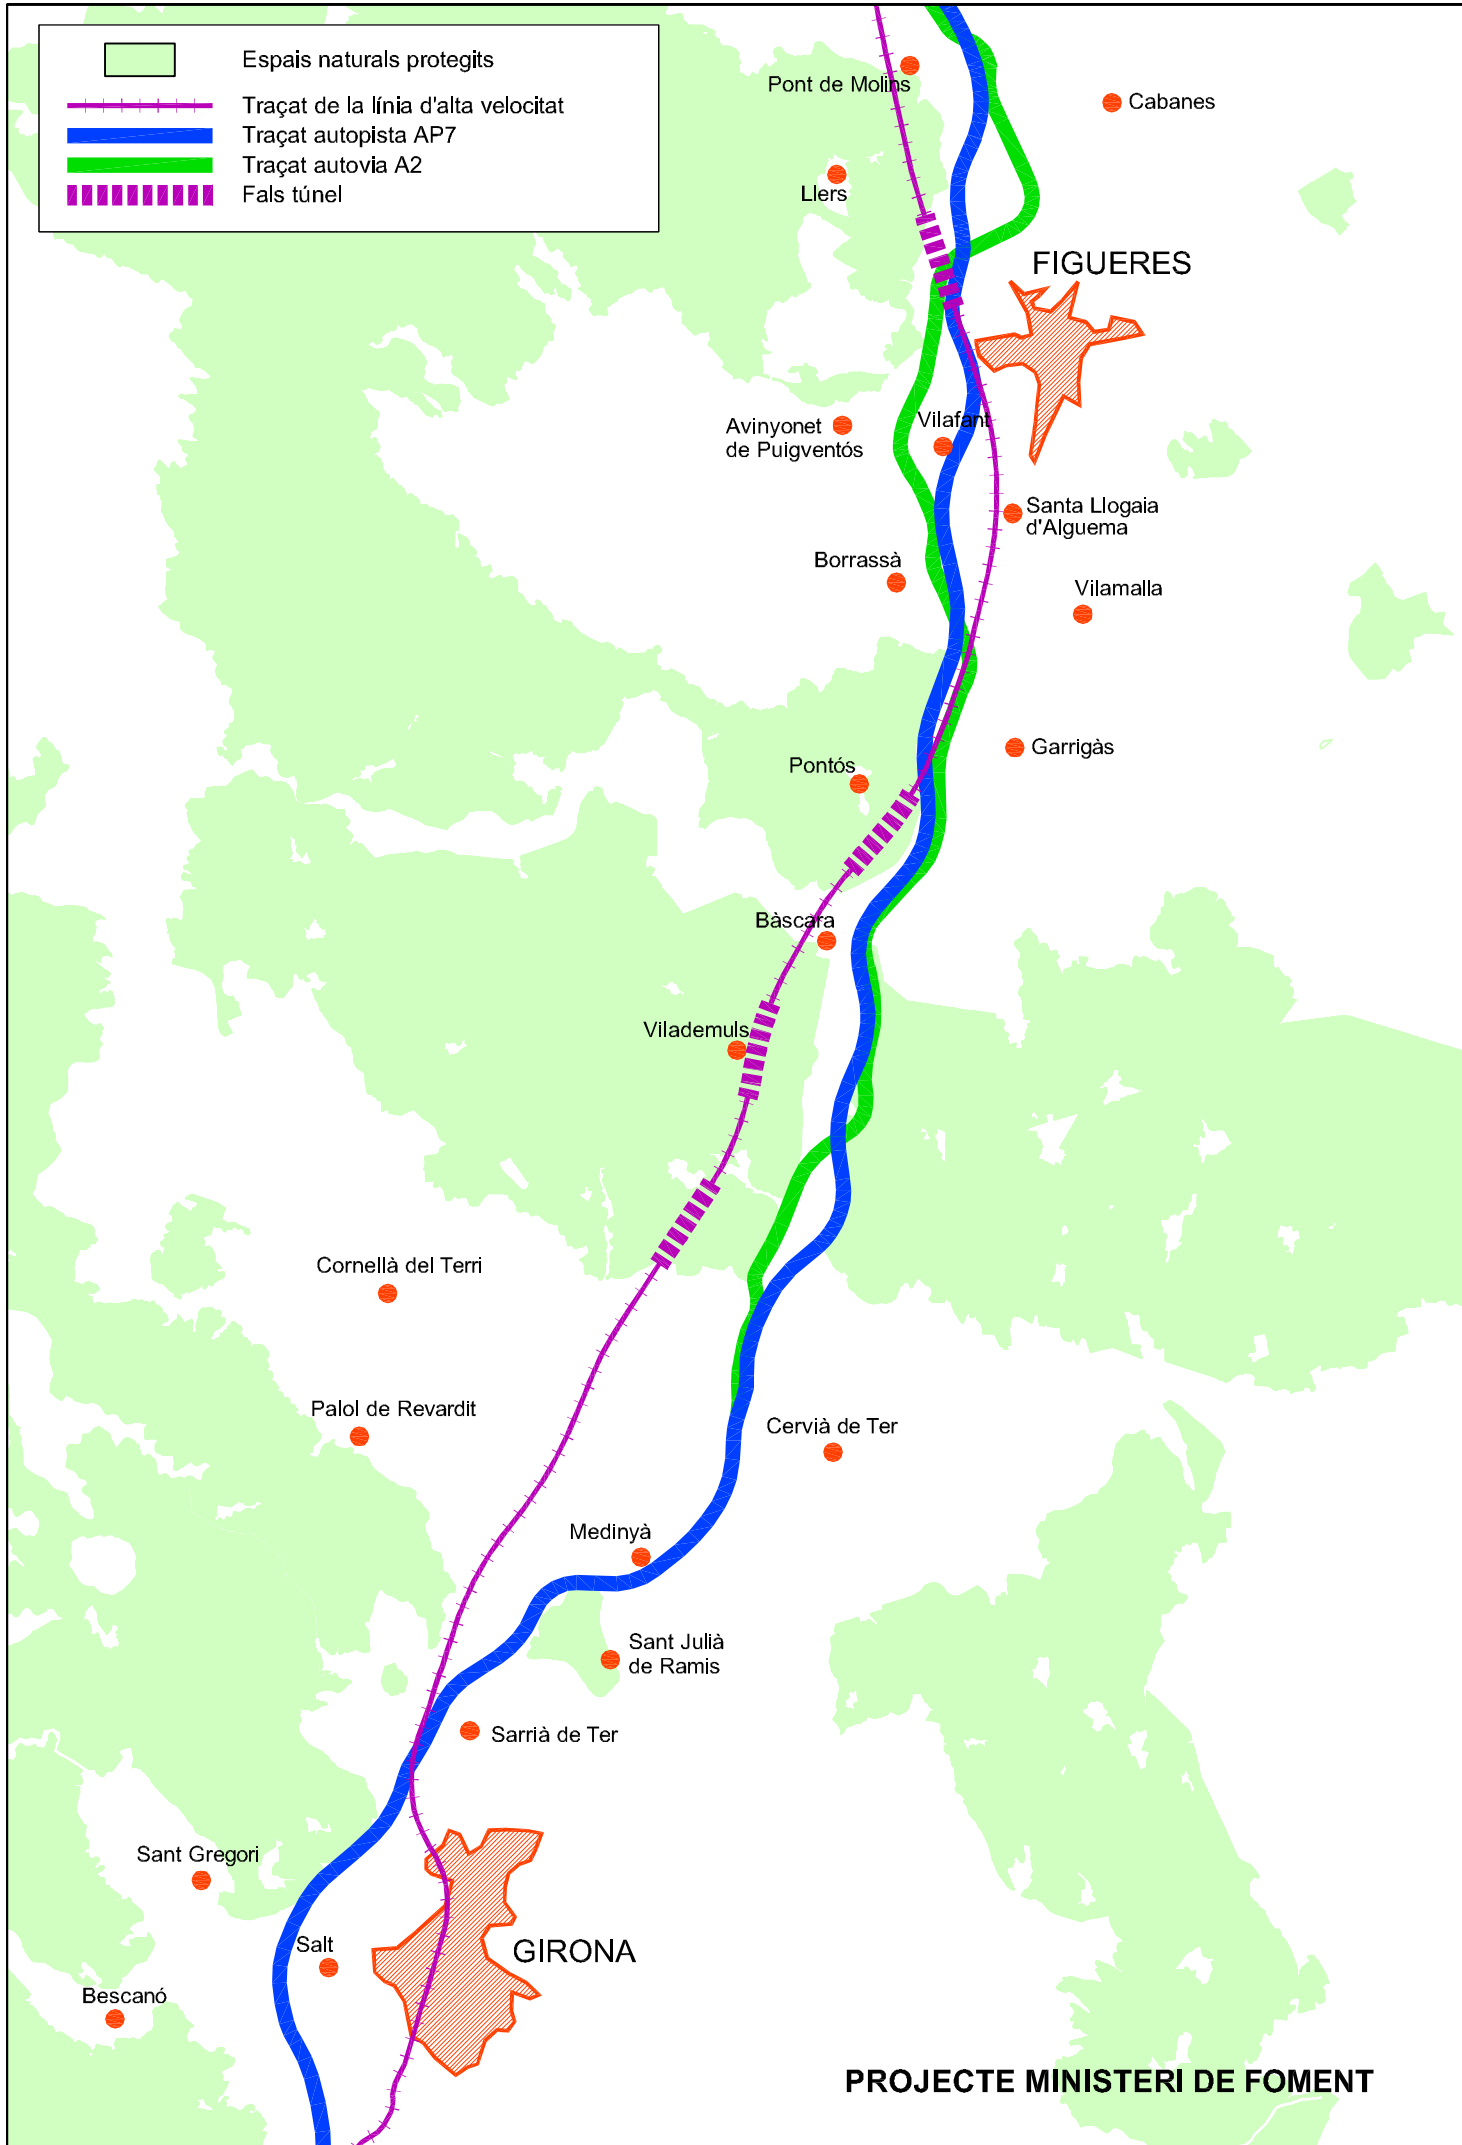 Espais naturals protegits
Traçat de la línia d'alta velocitat
Traçat autopista AP7
Traçat autovia A2
Fals túnel
Pont de Molins
Cabanes
Llers
FIGUERES
Avinyonet
de Puigventós
Vilafant
Santa Llogaia
d'Alguema
Borrassà
Vilamalla
Garrigàs
Pontós
Bàscara
Vilademuls
Cornellà del Terri
Palol de Revardit
Cervià de Ter
Medinyà
Sant Julià
de Ramis
Sarrià de Ter
Sant Gregori
Salt
GIRONA
Bescanó
PROJECTE MINISTERI DE FOMENT